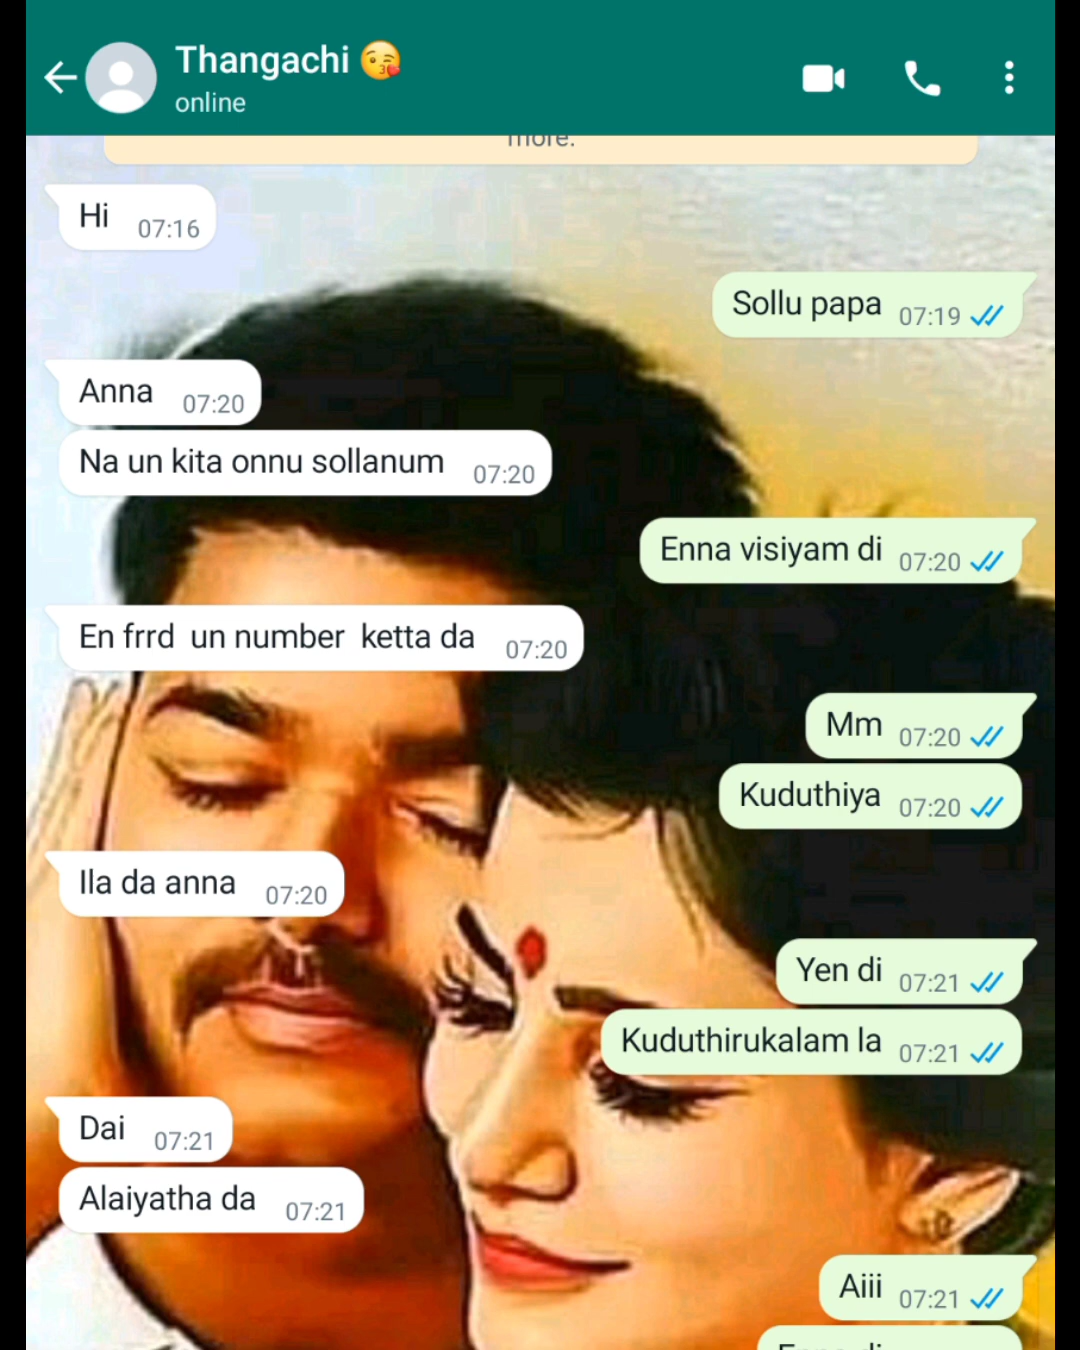 Thangachi 😘
online
more.
Hi 07:16
Sollu papa 07:19
Anna 07:20
Na un kita onnu sollanum 07:20
Enna visiyam di 07:20
En frrd un number ketta da 07:20
Mm 07:20
Kuduthiya 07:20
Ila da anna 07:20
Yen di 07:21
Kuduthirukalam la 07:21
Dai 07:21
Alaiyatha da 07:21
Aiii 07:21